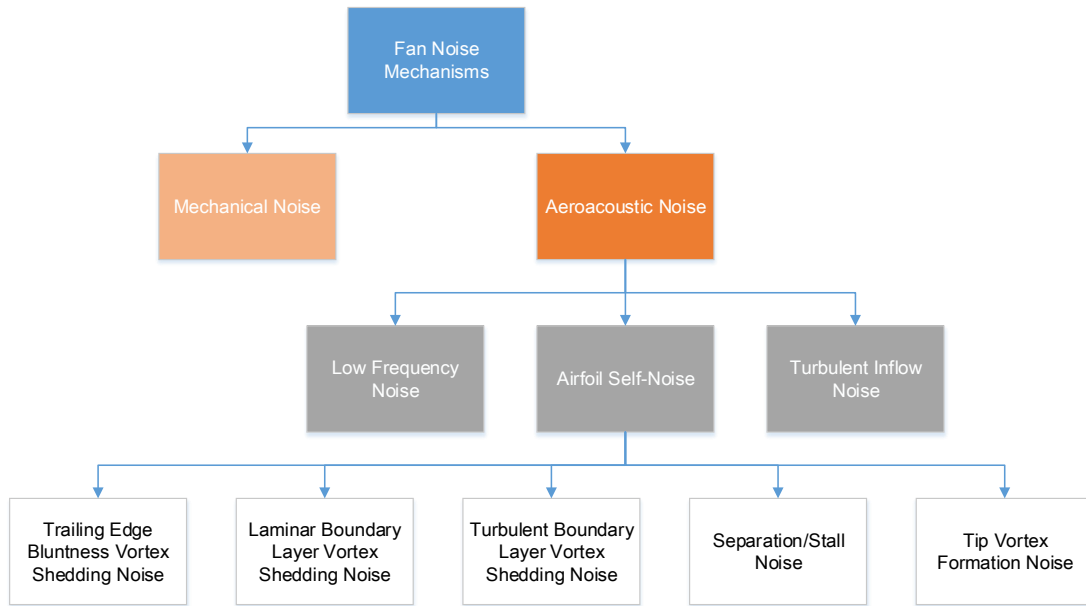 Fan Noise
Mechanisms
Mechanical Noise
Aeroacoustic Noise
Low Frequency
Noise
Airfoil Self-Noise
Turbulent Inflow
Noise
Trailing Edge
Bluntness Vortex
Shedding Noise
Laminar Boundary
Layer Vortex
Shedding Noise
Turbulent Boundary
Layer Vortex
Shedding Noise
Separation/Stall
Noise
Tip Vortex
Formation Noise